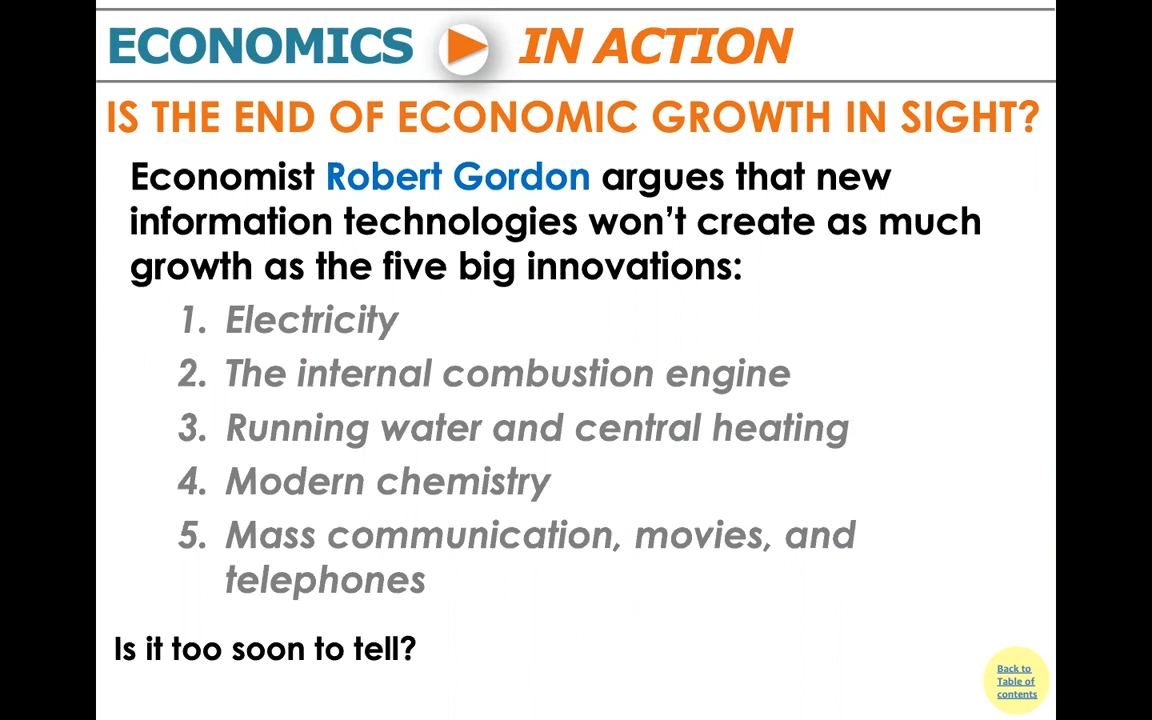 ECONOMICS IN ACTION
IS THE END OF ECONOMIC GROWTH IN SIGHT?
Economist Robert Gordon argues that new
information technologies won’t create as much
growth as the five big innovations:
1. Electricity
2. The internal combustion engine
3. Running water and central heating
4. Modern chemistry
5. Mass communication, movies, and
telephones
Is it too soon to tell?
Back to
Table of
contents